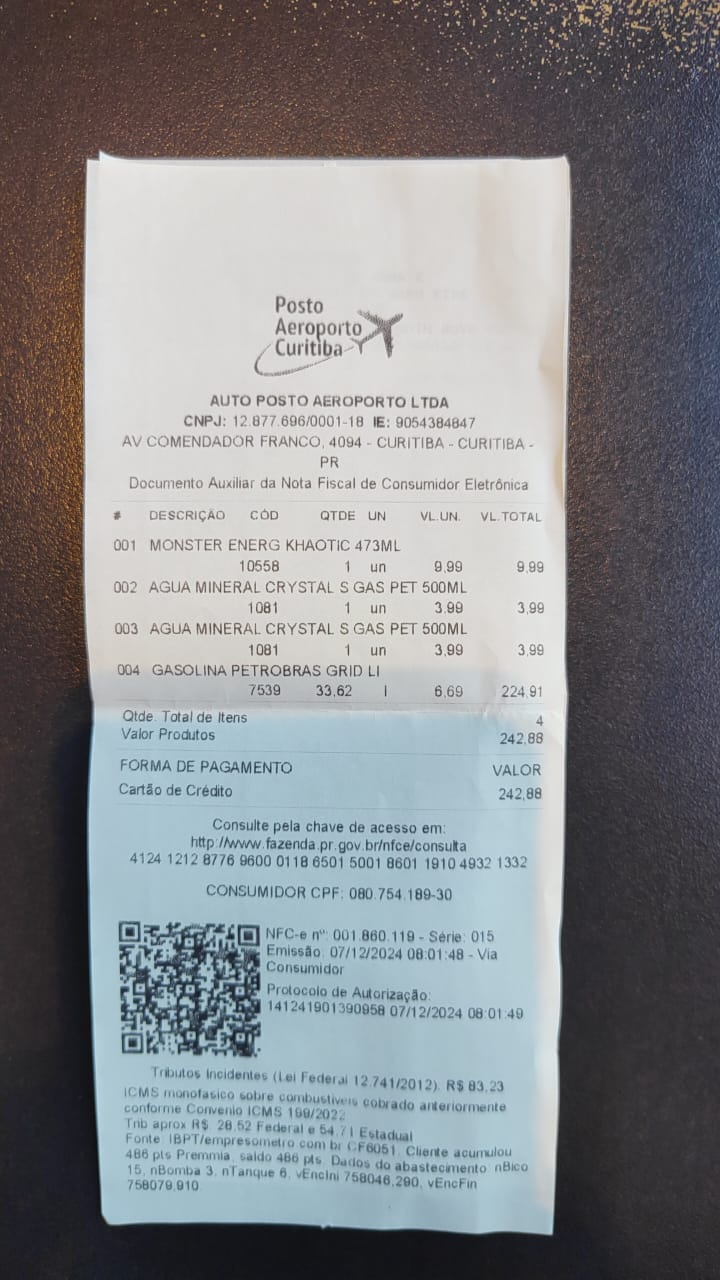 Posto
Aeroporto
Curitiba
AUTO POSTO AEROPORTO LTDA
CNPJ: 12.877.696/0001-18 IE: 9054384847
AV COMENDADOR FRANCO, 4094 - CURITIBA - CURITIBA -
PR
Documento Auxiliar da Nota Fiscal de Consumidor Eletrônica
# DESCRIÇÃO CÓD QTDE UN VL.UN. VL.TOTAL
001 MONSTER ENERG KHAOTIC 473ML
10558 1 un 9,99 9,99
002 AGUA MINERAL CRYSTAL S GAS PET 500ML
1081 1 un 3,99 3,99
003 AGUA MINERAL CRYSTAL S GAS PET 500ML
1081 1 un 3,99 3,99
004 GASOLINA PETROBRAS GRID LI
7539 33,62 l 6,69 224,91
Qtde. Total de Itens 4
Valor Produtos 242,88
FORMA DE PAGAMENTO VALOR
Cartão de Crédito 242,88
Consulte pela chave de acesso em:
http://www.fazenda.pr.gov.br/nfce/consulta
4124 1212 8776 9600 0118 6501 5001 8601 1910 4932 1332
CONSUMIDOR CPF: 080.754.189-30
NFC-e nº: 001.860.119 - Série: 015
Emissão: 07/12/2024 08:01:48 - Via
Consumidor
Protocolo de Autorização:
141241901390958 07/12/2024 08:01:49
Tributos Incidentes (Lei Federal 12.741/2012): R$ 83,23
ICMS monofasico sobre combustiveis cobrado anteriormente
conforme Convenio ICMS 199/2022
Trib aprox R$: 28,52 Federal e 54,71 Estadual
Fonte: IBPT/empresometro.com.br CF6051. Cliente acumulou
486 pts Premmia, saldo 486 pts. Dados do abastecimento: nBico
15, nBomba 3, nTanque 6, vEncIni 758046,290, vEncFin
758079,910